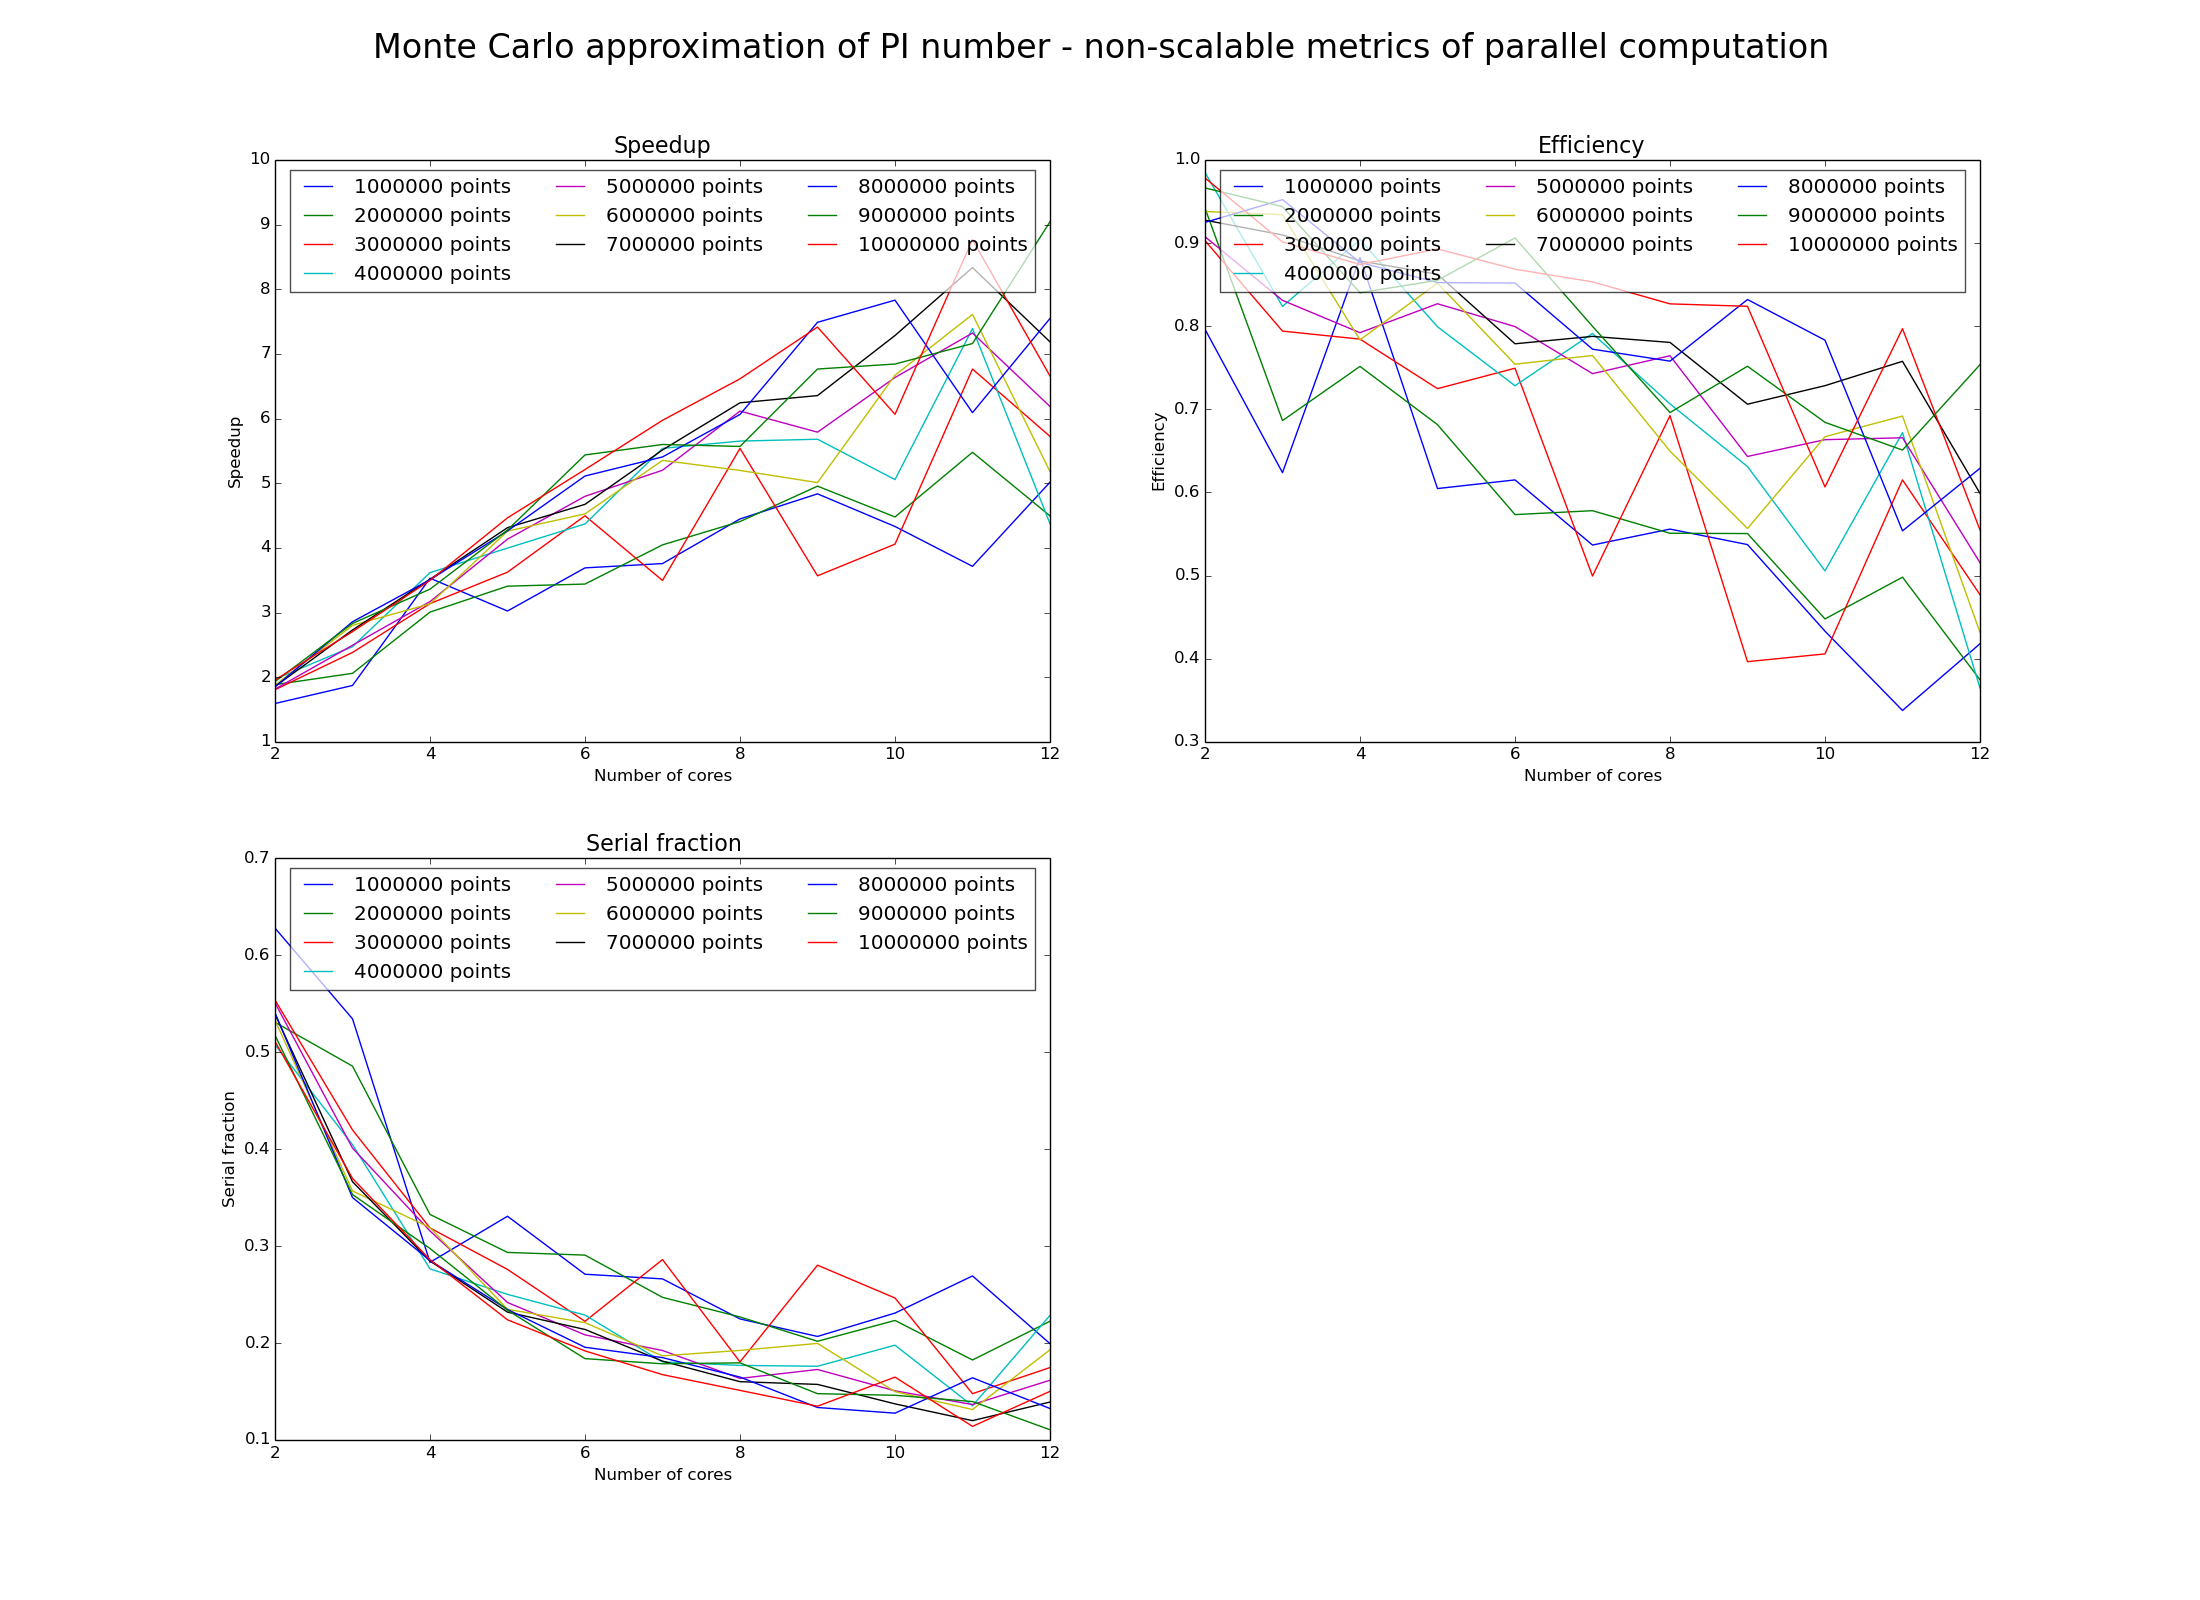 Monte Carlo approximation of PI number - non-scalable metrics of parallel computation
Speedup
10
9
8
7
6
5
4
3
2
1
Speedup
1000000 points
2000000 points
3000000 points
4000000 points
5000000 points
6000000 points
7000000 points
8000000 points
9000000 points
10000000 points
2 4 6 8 10 12
Number of cores
Efficiency
1.0
0.9
0.8
0.7
0.6
0.5
0.4
0.3
Efficiency
1000000 points
2000000 points
3000000 points
4000000 points
5000000 points
6000000 points
7000000 points
8000000 points
9000000 points
10000000 points
2 4 6 8 10 12
Number of cores
Serial fraction
0.7
0.6
0.5
0.4
0.3
0.2
0.1
Serial fraction
1000000 points
2000000 points
3000000 points
4000000 points
5000000 points
6000000 points
7000000 points
8000000 points
9000000 points
10000000 points
2 4 6 8 10 12
Number of cores